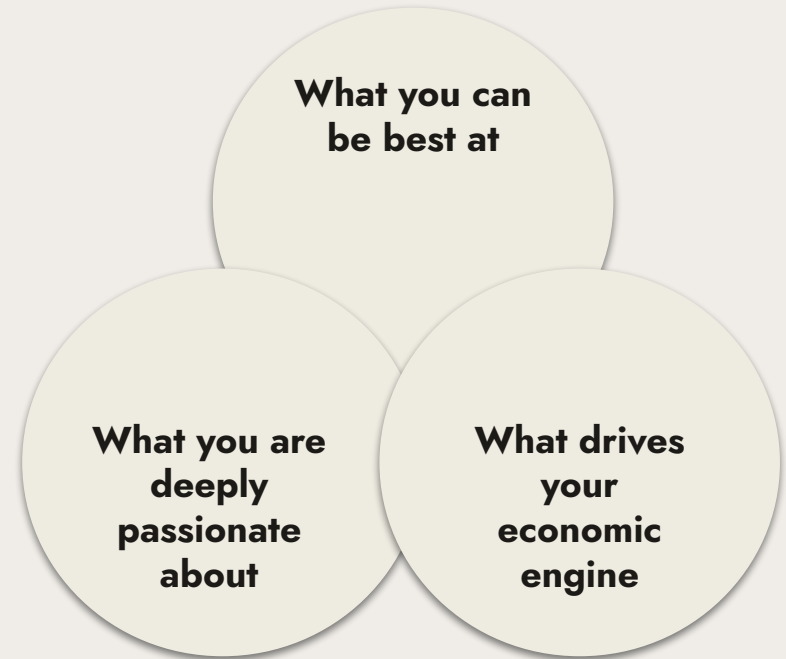 What you can
be best at
What you are
deeply
passionate
about
What drives
your
economic
engine